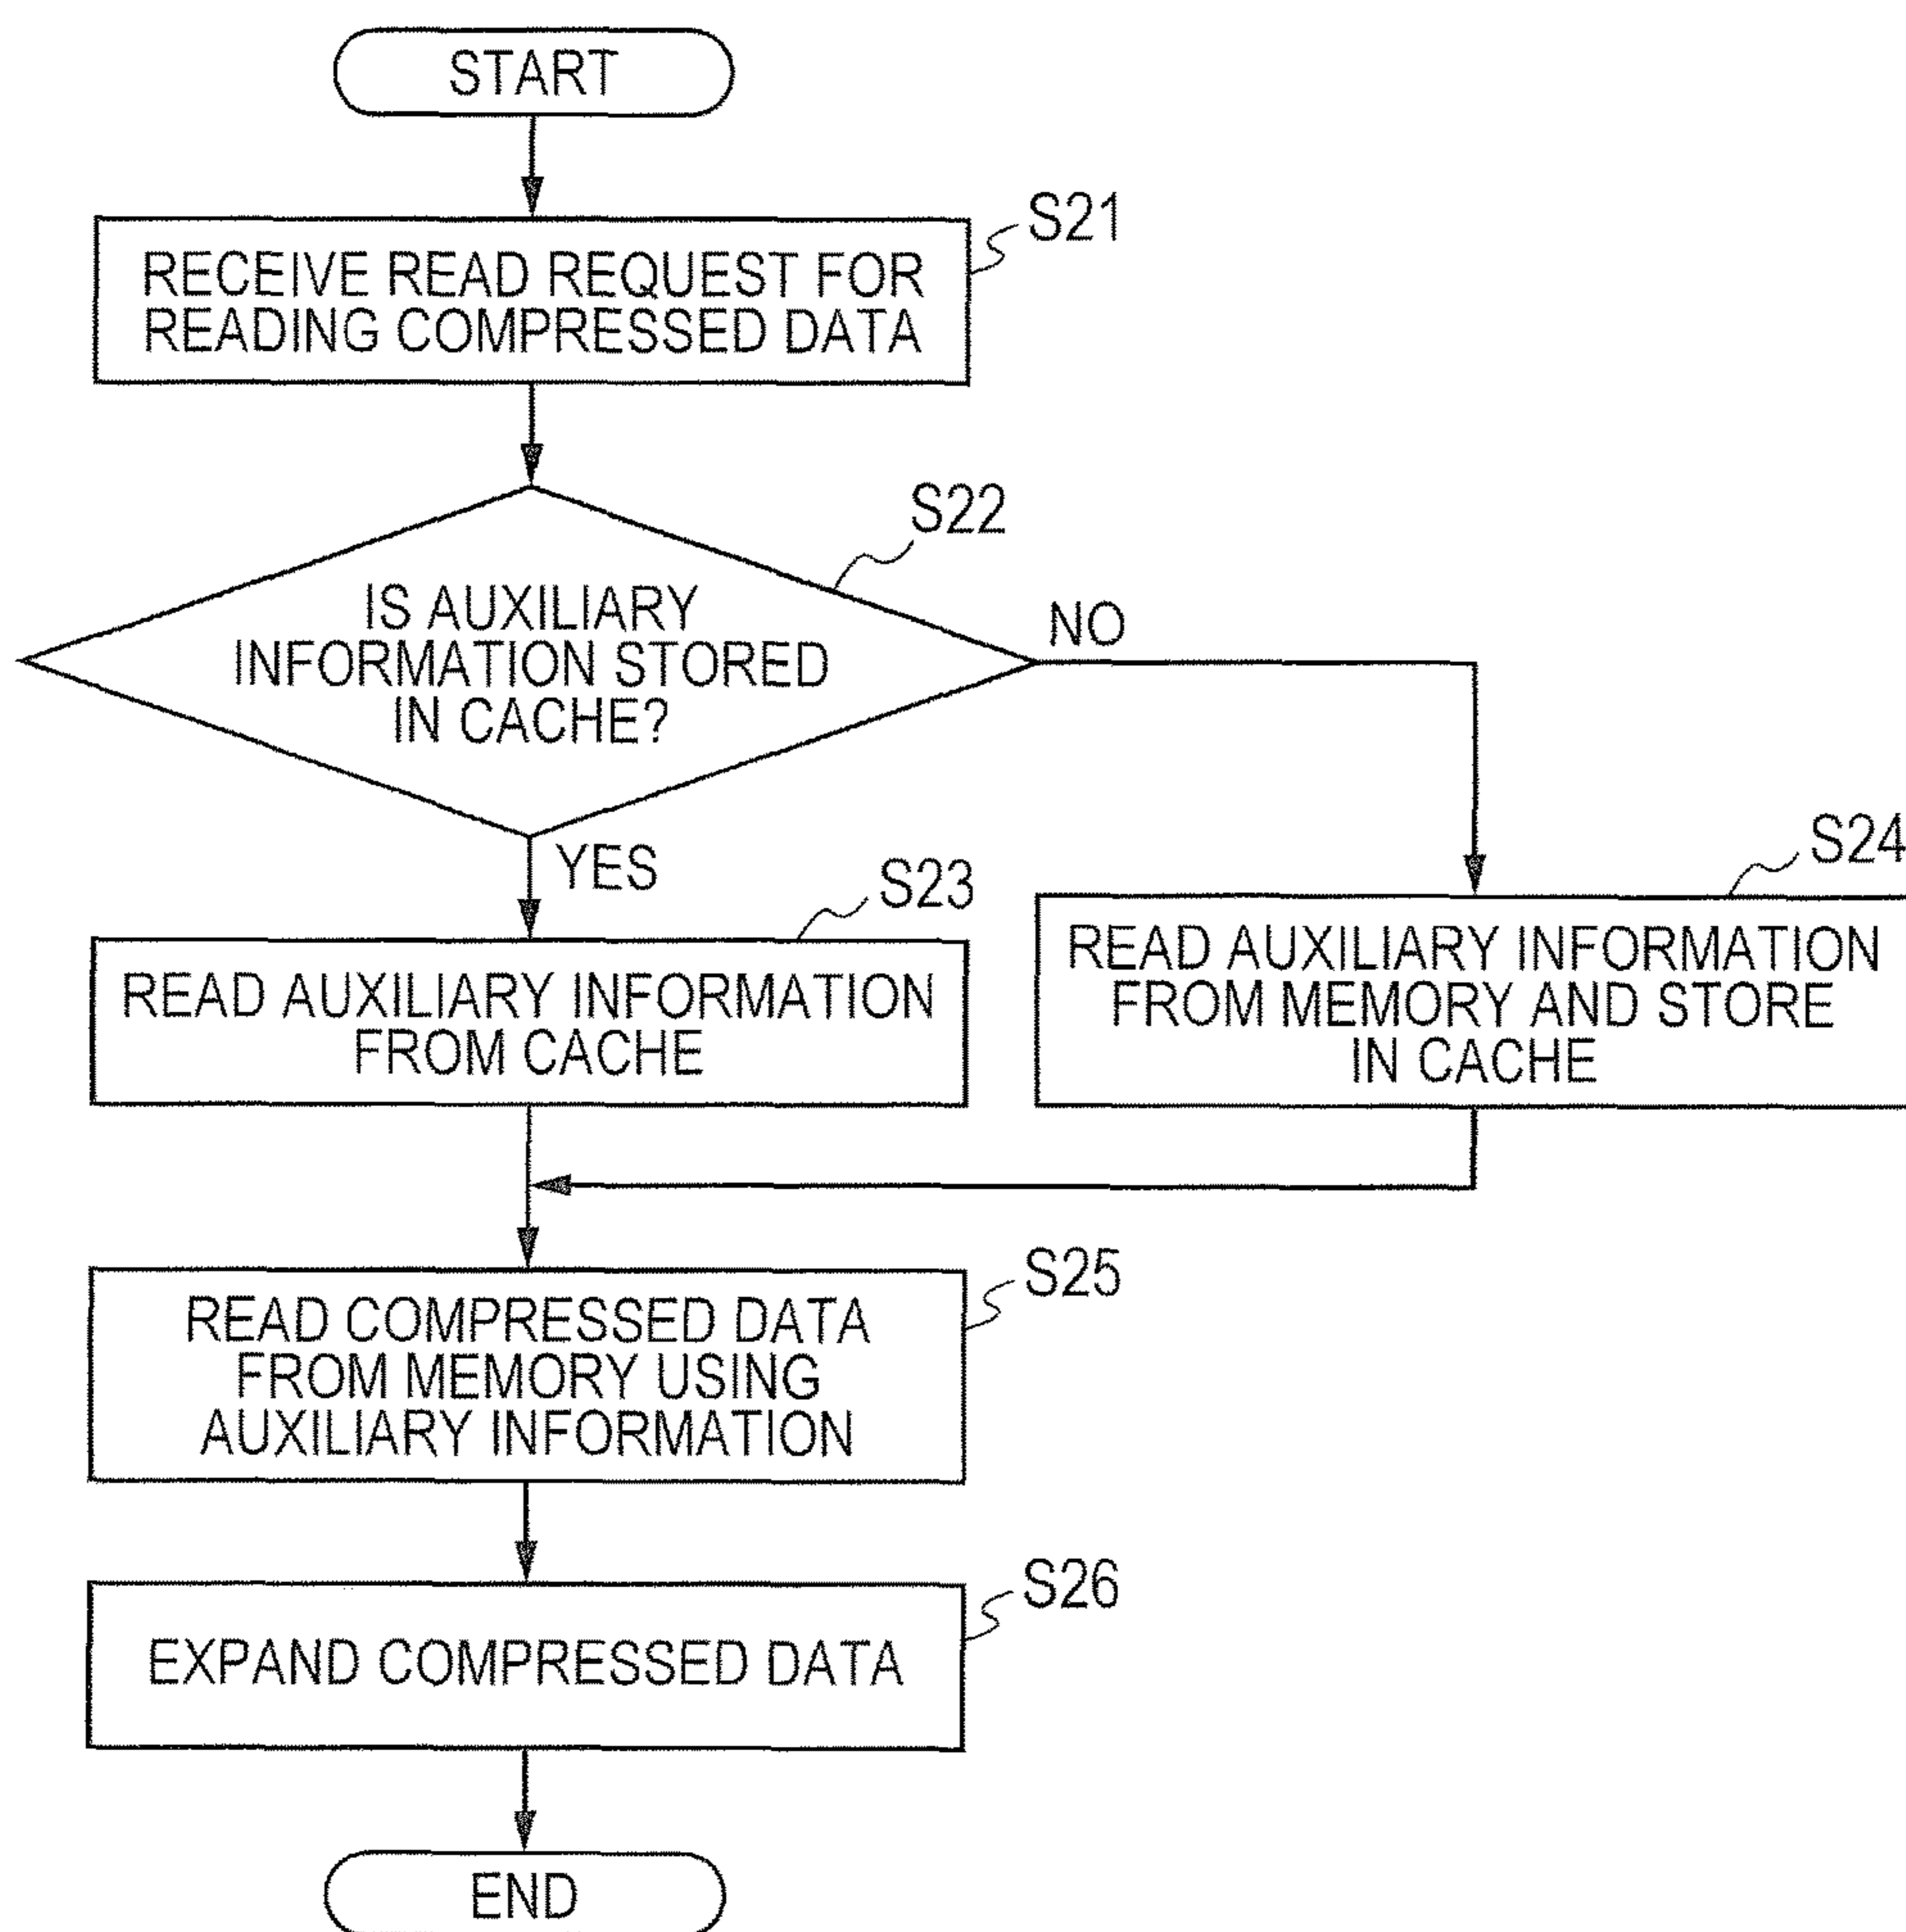 START
S21
RECEIVE READ REQUEST FOR
READING COMPRESSED DATA
S22
IS AUXILIARY
INFORMATION STORED
IN CACHE?
NO
YES
S23
READ AUXILIARY INFORMATION
FROM CACHE
S24
READ AUXILIARY INFORMATION
FROM MEMORY AND STORE
IN CACHE
S25
READ COMPRESSED DATA
FROM MEMORY USING
AUXILIARY INFORMATION
S26
EXPAND COMPRESSED DATA
END